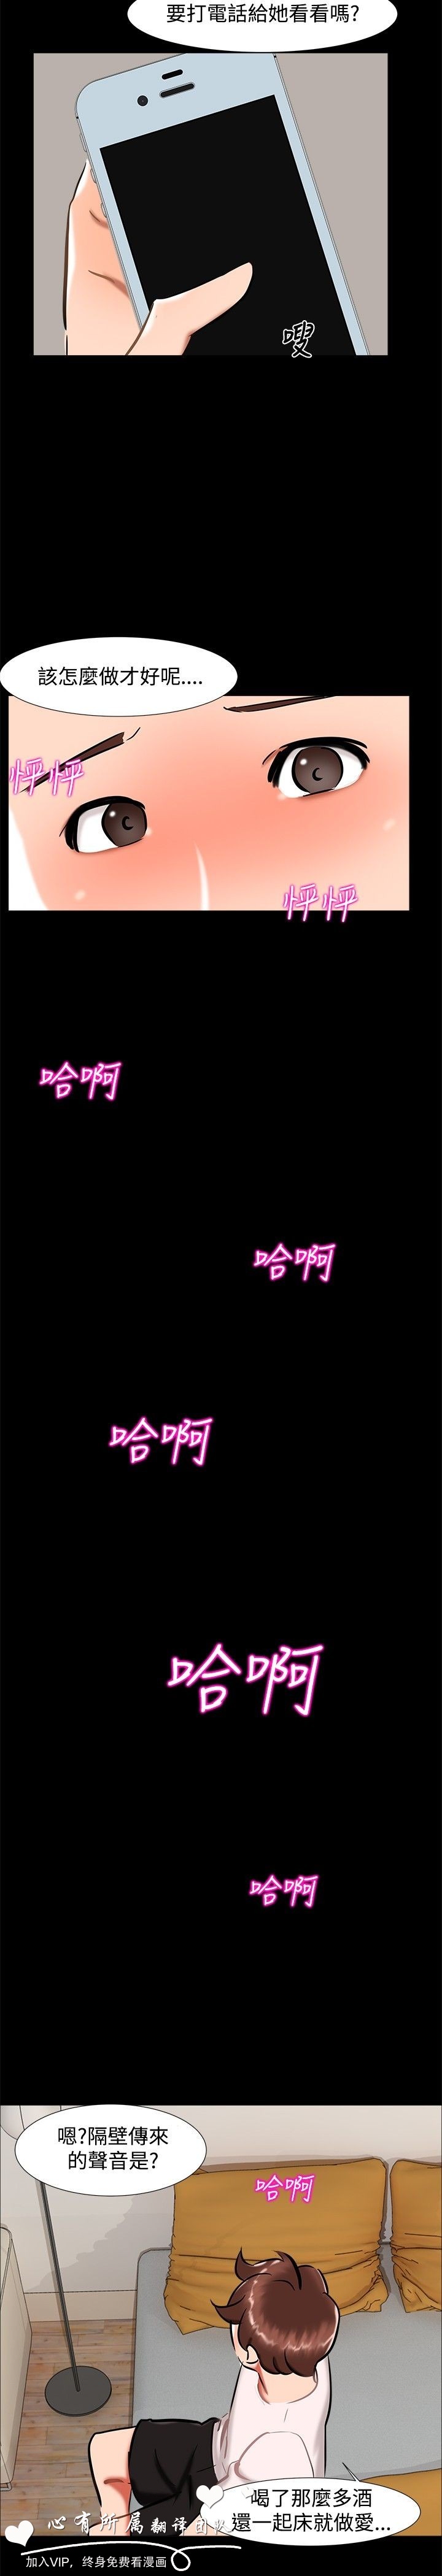 要打電話給她看看嗎?
嗖
該怎麼做才好呢....
怦怦
怦怦
哈啊
哈啊
哈啊
哈啊
哈啊
嗯?隔壁傳來
的聲音是?
哈啊
喝了那麼多酒
還一起床就做愛...
心有所属翻译团队
加入VIP，终身免费看漫画